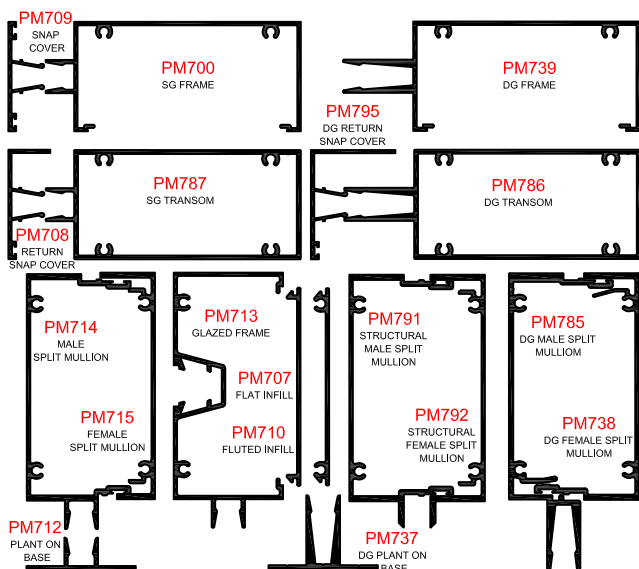 PM709
SNAP
COVER
PM700
SG FRAME
PM739
DG FRAME
PM795
DG RETURN
SNAP COVER
PM787
SG TRANSOM
PM786
DG TRANSOM
PM708
RETURN
SNAP COVER
PM714
MALE
SPLIT MULLION
PM715
FEMALE
SPLIT MULLION
PM713
GLAZED FRAME
PM707
FLAT INFILL
PM710
FLUTED INFILL
PM791
STRUCTURAL
MALE SPLIT
MULLION
PM792
STRUCTURAL
FEMALE SPLIT
MULLION
PM785
DG MALE SPLIT
MULLIOM
PM738
DG FEMALE SPLIT
MULLIOM
PM712
PLANT ON
BASE
PM737
DG PLANT ON
BASE